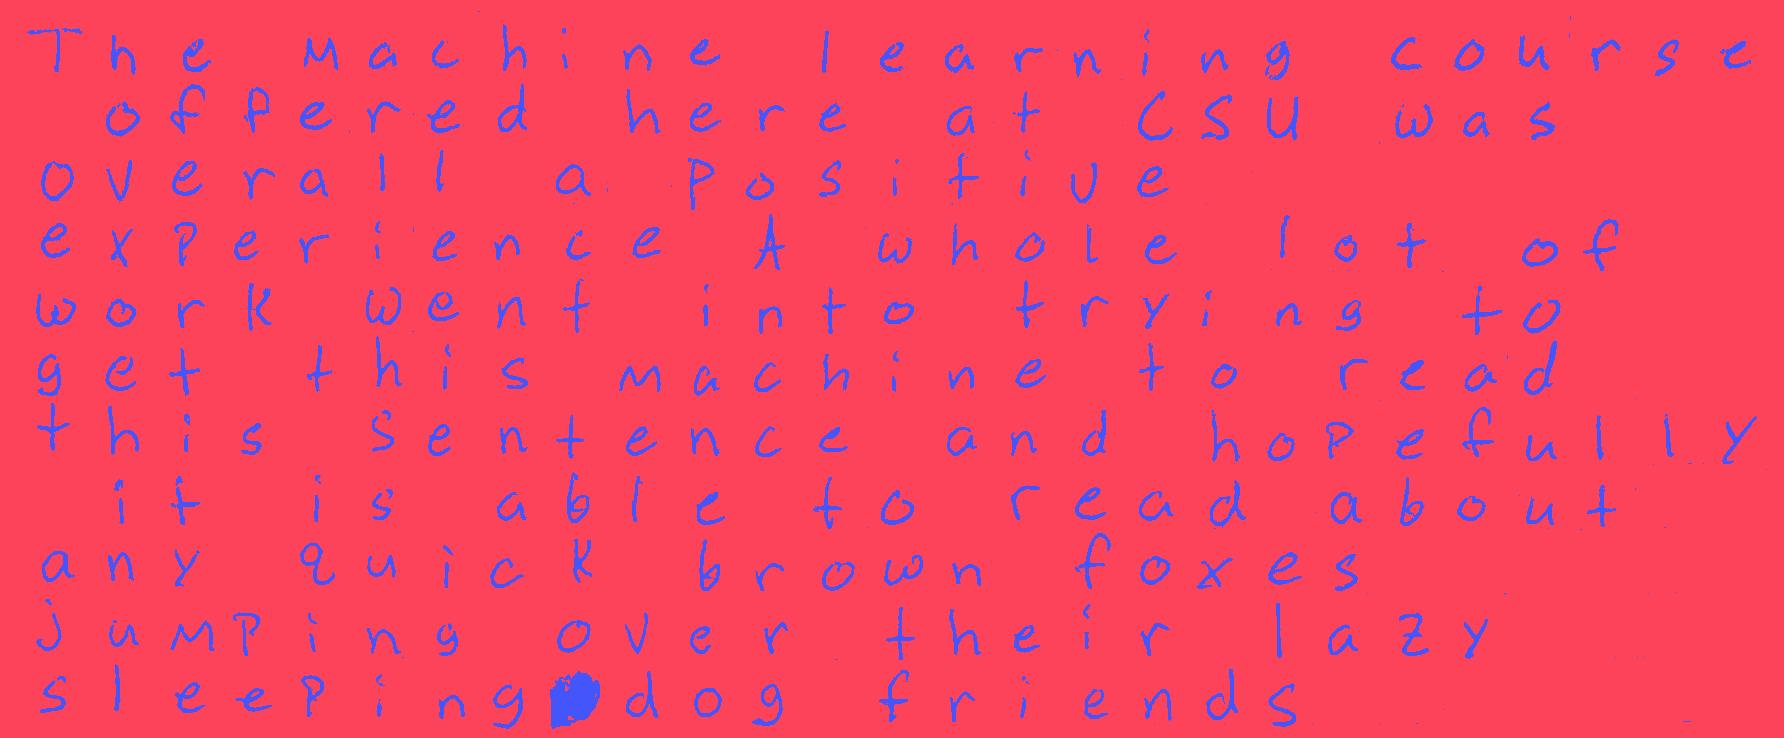 The Machine learning course
offered here at CSU was
overall a positive
experience A whole lot of
work went into trying to
get this machine to read
this sentence and hopefully
it is able to read about
any quick brown foxes
jumping over their lazy
sleeping dog friends